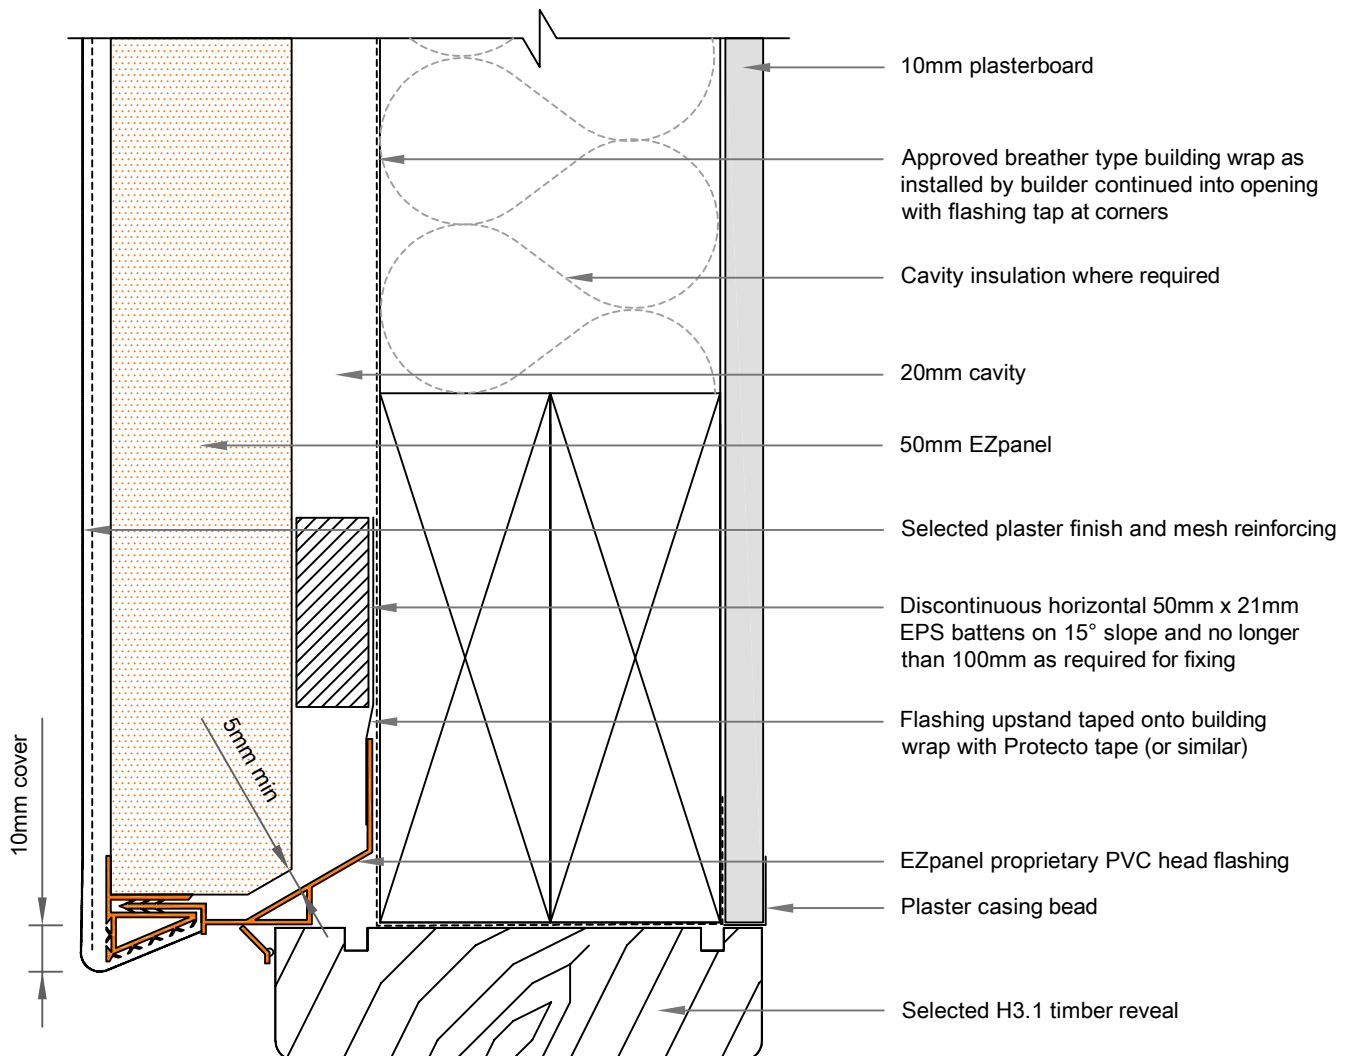 10mm plasterboard
Approved breather type building wrap as
installed by builder continued into opening
with flashing tap at corners
Cavity insulation where required
20mm cavity
50mm EZpanel
Selected plaster finish and mesh reinforcing
Discontinuous horizontal 50mm x 21mm
EPS battens on 15° slope and no longer
than 100mm as required for fixing
Flashing upstand taped onto building
wrap with Protecto tape (or similar)
EZpanel proprietary PVC head flashing
Plaster casing bead
Selected H3.1 timber reveal
5mm min
10mm cover